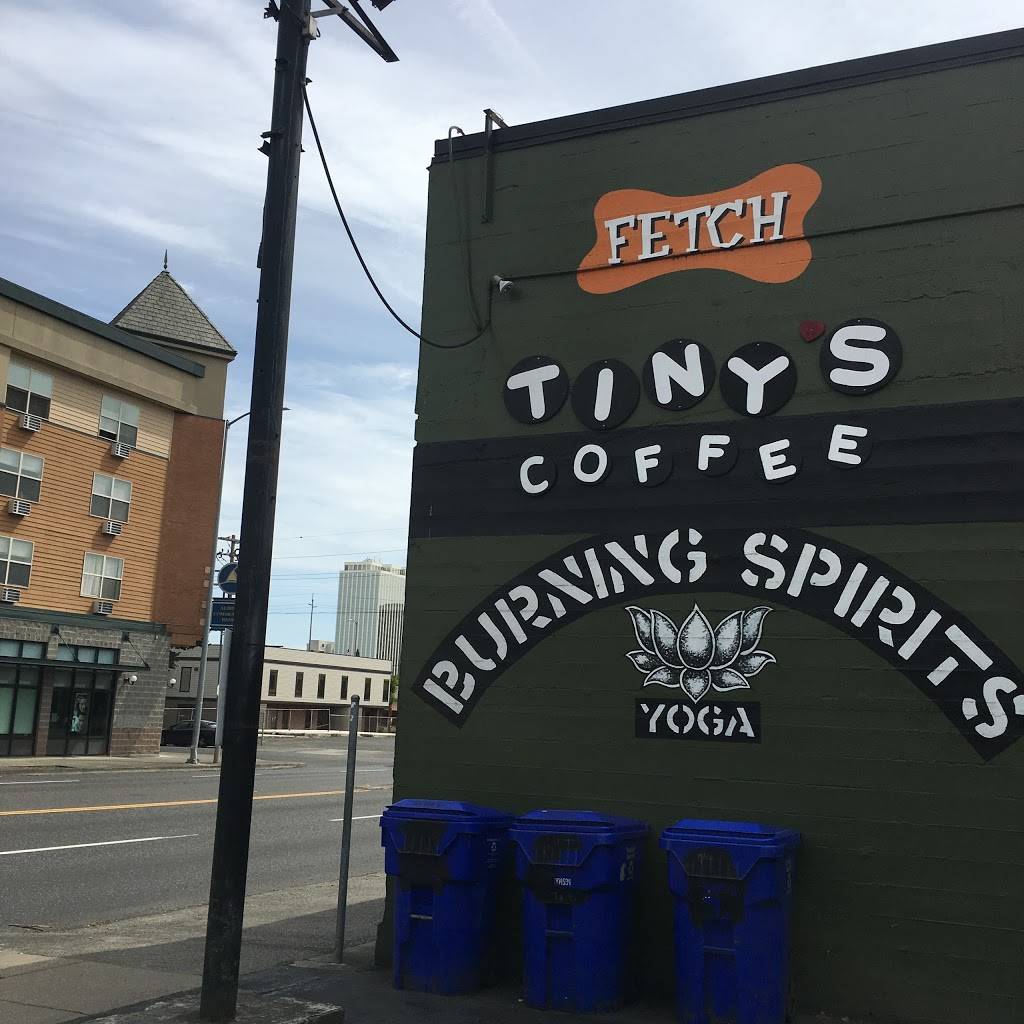 FETCH
TINY'S
COFFEE
BURNING SPIRITS
YOGA